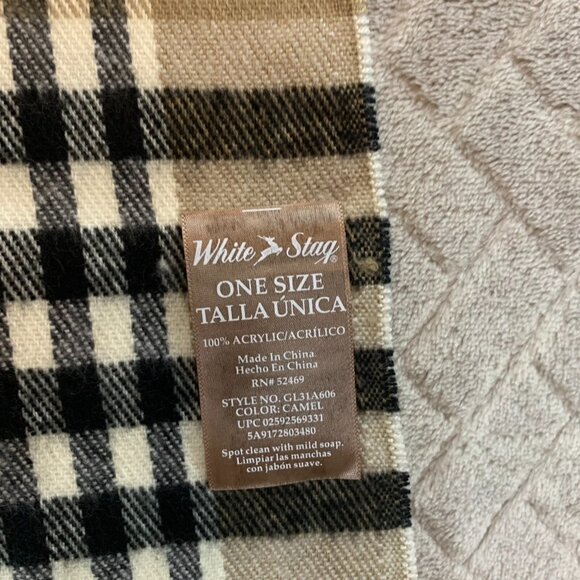 White Stag®
ONE SIZE
TALLA ÚNICA
100% ACRYLIC/ACRÍLICO
Made In China
Hecho En China
RN# 52469
STYLE NO. GL31A606
COLOR: CAMEL
UPC 02592569331
5A9172803480
Spot clean with mild soap.
Limpiar las manchas
con jabón suave.